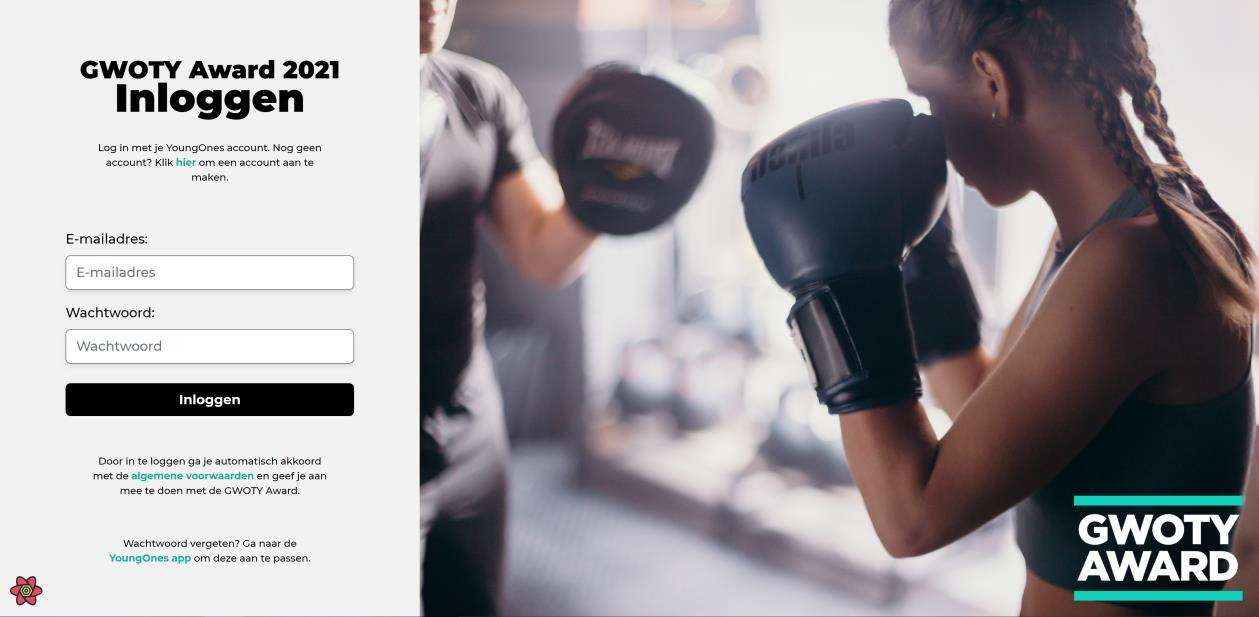 GWOTY Award 2021
Inloggen
Log in met je YoungOnes account. Nog geen
account? Klik hier om een account aan te
maken.
E-mailadres:
E-mailadres
Wachtwoord:
Wachtwoord
Inloggen
Door in te loggen ga je automatisch akkoord
met de algemene voorwaarden en geef je aan
mee te doen met de GWOTY Award.
Wachtwoord vergeten? Ga naar de
YoungOnes app om deze aan te passen.
GWOTY
AWARD